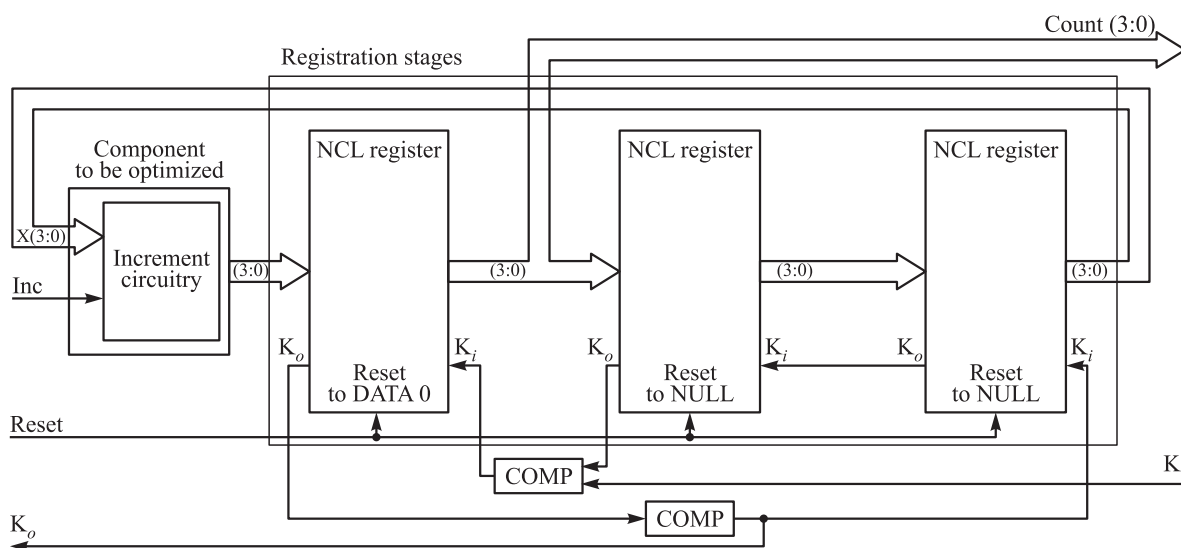 Count (3:0)
Registration stages
NCL register
NCL register
NCL register
Component
to be optimized
X(3:0)
Increment
circuitry
(3:0)
(3:0)
(3:0)
(3:0)
Inc
Ko
Ki
Ko
Ki
Ko
Ki
Reset
to DATA 0
Reset
to NULL
Reset
to NULL
Reset
COMP
K
COMP
Ko